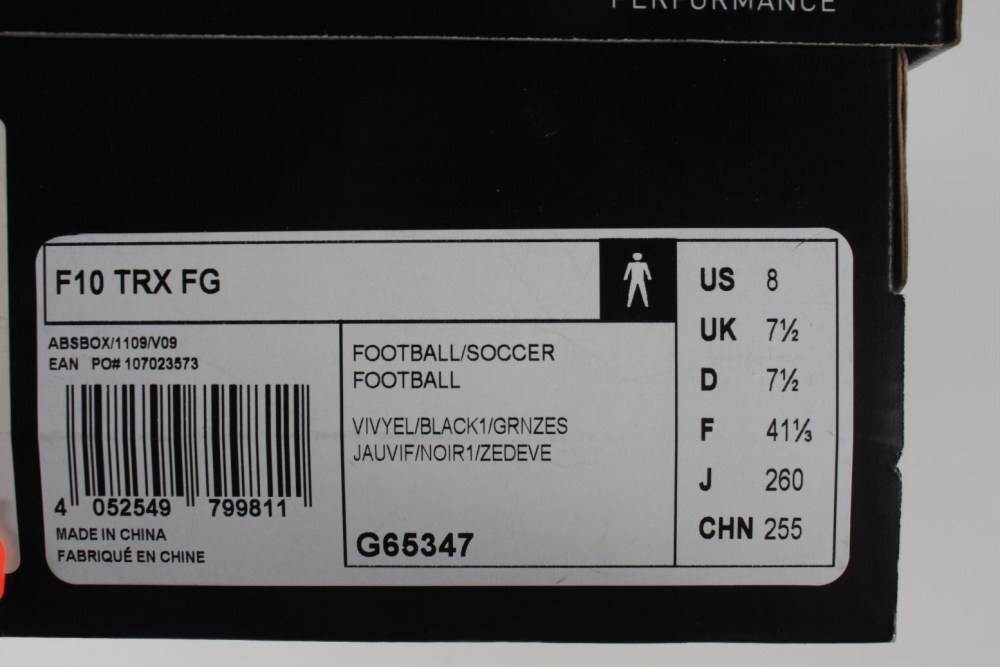 PERFORMANCE
F10 TRX FG
ABSBOX/1109/V09
EAN PO# 107023573
4 052549 799811
MADE IN CHINA
FABRIQUÉ EN CHINE
FOOTBALL/SOCCER
FOOTBALL
VIVYEL/BLACK1/GRNZES
JAUVIF/NOIR1/ZEDEVE
G65347
US 8
UK 7½
D 7½
F 41⅓
J 260
CHN 255